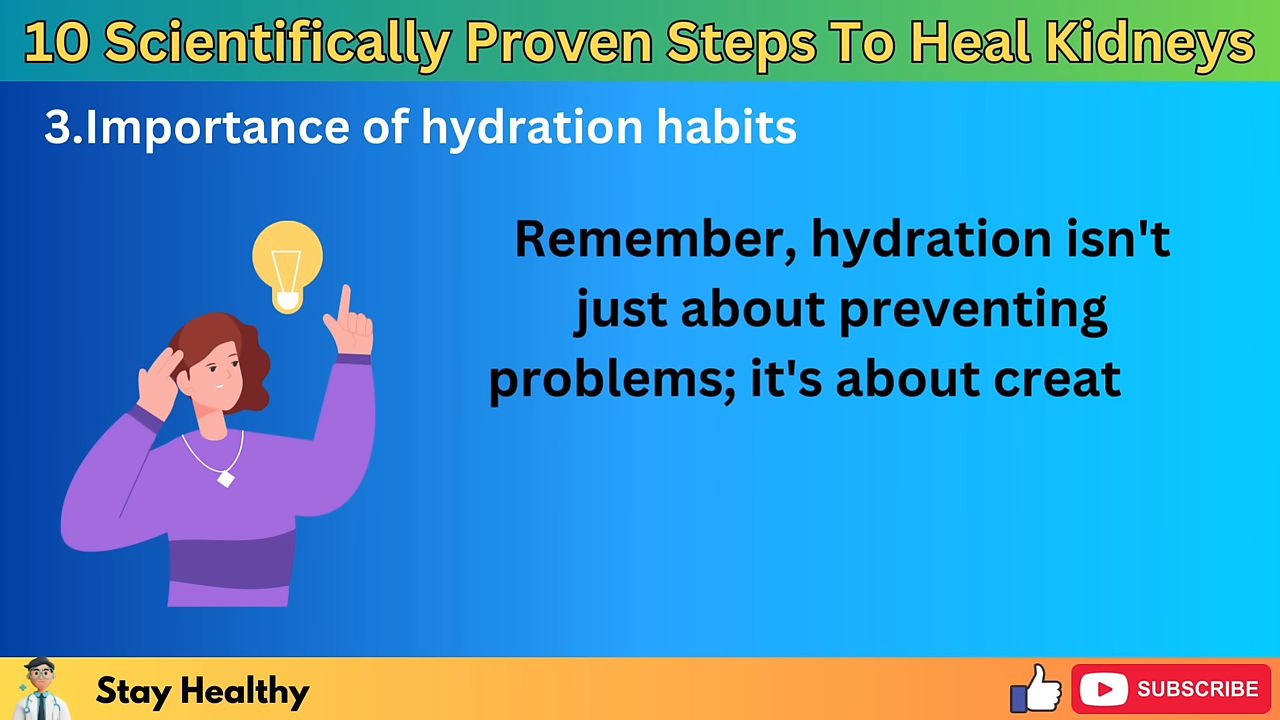 10 Scientifically Proven Steps To Heal Kidneys
3.Importance of hydration habits
Remember, hydration isn't
just about preventing
problems; it's about creat
Stay Healthy
SUBSCRIBE